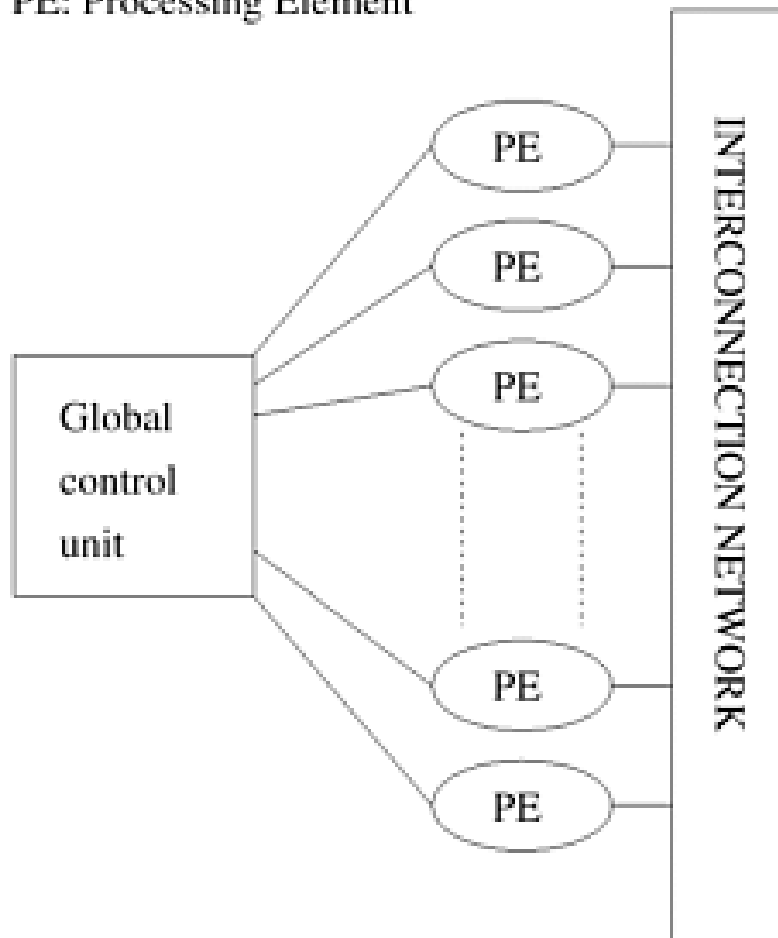 PE: Processing Element
PE
PE
PE
Global
control
unit
PE
PE
INTERCONNECTION NETWORK